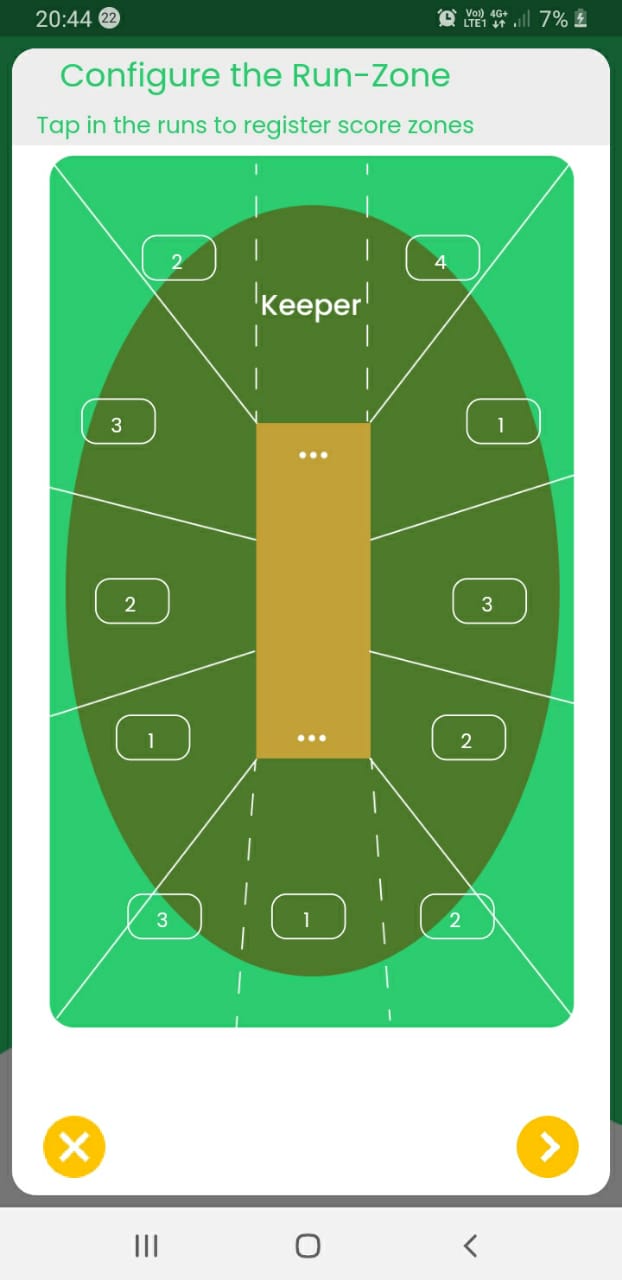 20:44 22 Vo)) LTE1 4G+ 7%
Configure the Run-Zone
Tap in the runs to register score zones
2 4
Keeper
3 1
2 3
1 2
3 1 2